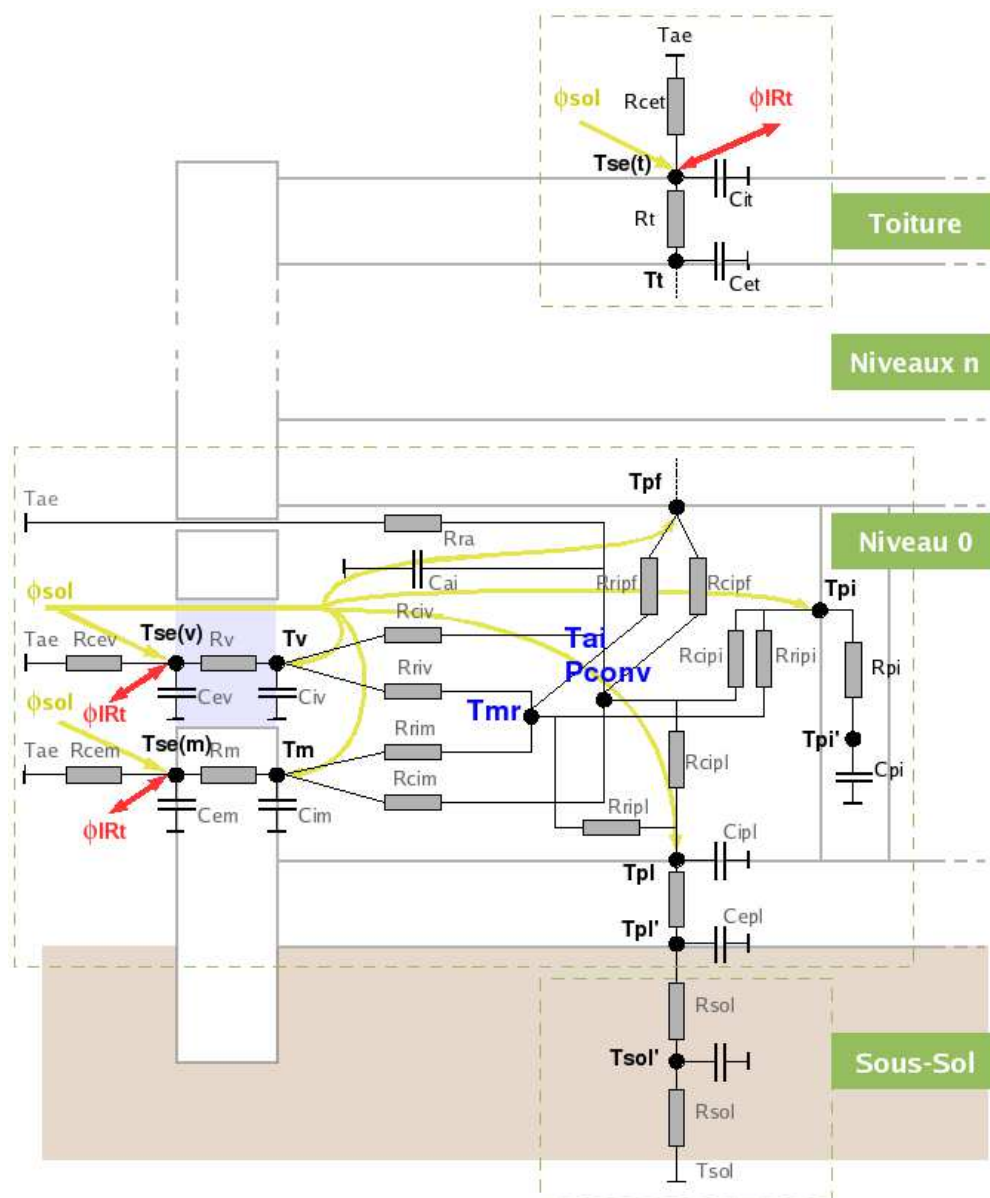 Tae
ϕsol
Rcet
ϕIRt
Tse(t)
Cit
Rt
Toiture
Tt
Cet
Niveaux n
Tpf
Tae
Rra
Niveau 0
Cai
Rripf
Rcipf
ϕsol
Rciv
Tpi
Tae
Rcev
Tse(v)
Rv
Tv
Tai
Pconv
Rcipi
Rripi
Rpi
Rriv
ϕsol
ϕIRt
Cev
Civ
Tmr
Tse(m)
Rrim
Tpi'
Tae
Rcem
Rm
Tm
Rcipl
Cpi
Rcim
ϕIRt
Cem
Cim
Rripl
Cipl
Tpl
Cepl
Tpl'
Rsol
Tsol'
Sous-Sol
Rsol
Tsol